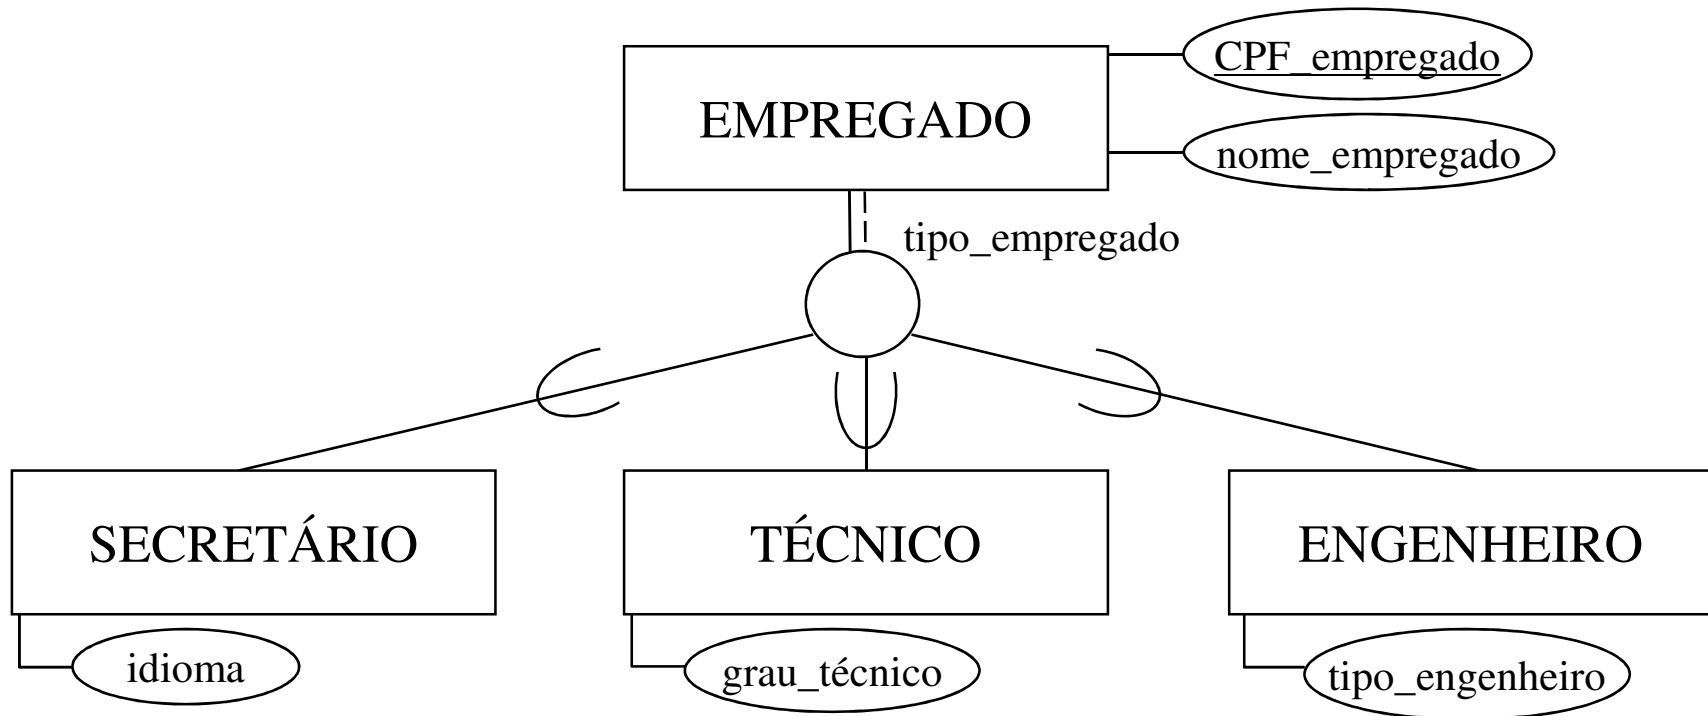 CPF_empregado
EMPREGADO
nome_empregado
tipo_empregado
SECRETÁRIO
TÉCNICO
ENGENHEIRO
idioma
grau_técnico
tipo_engenheiro